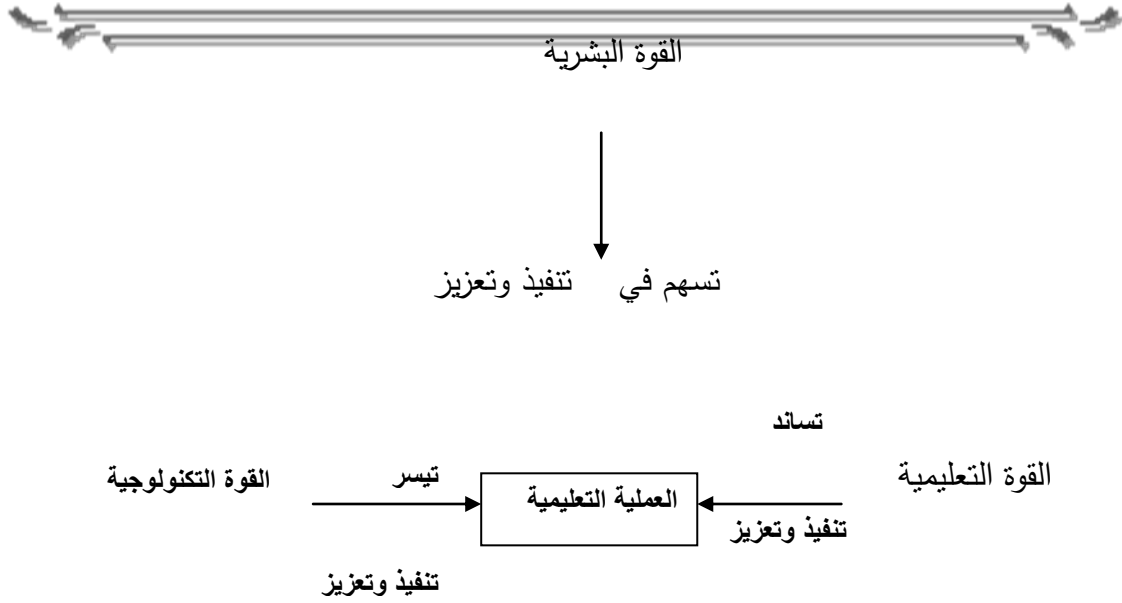 القوة البشرية
تسهم في تنفيذ وتعزيز
تساند
القوة التعليمية
العملية التعليمية
تيسر
القوة التكنولوجية
تنفيذ وتعزيز
تنفيذ وتعزيز